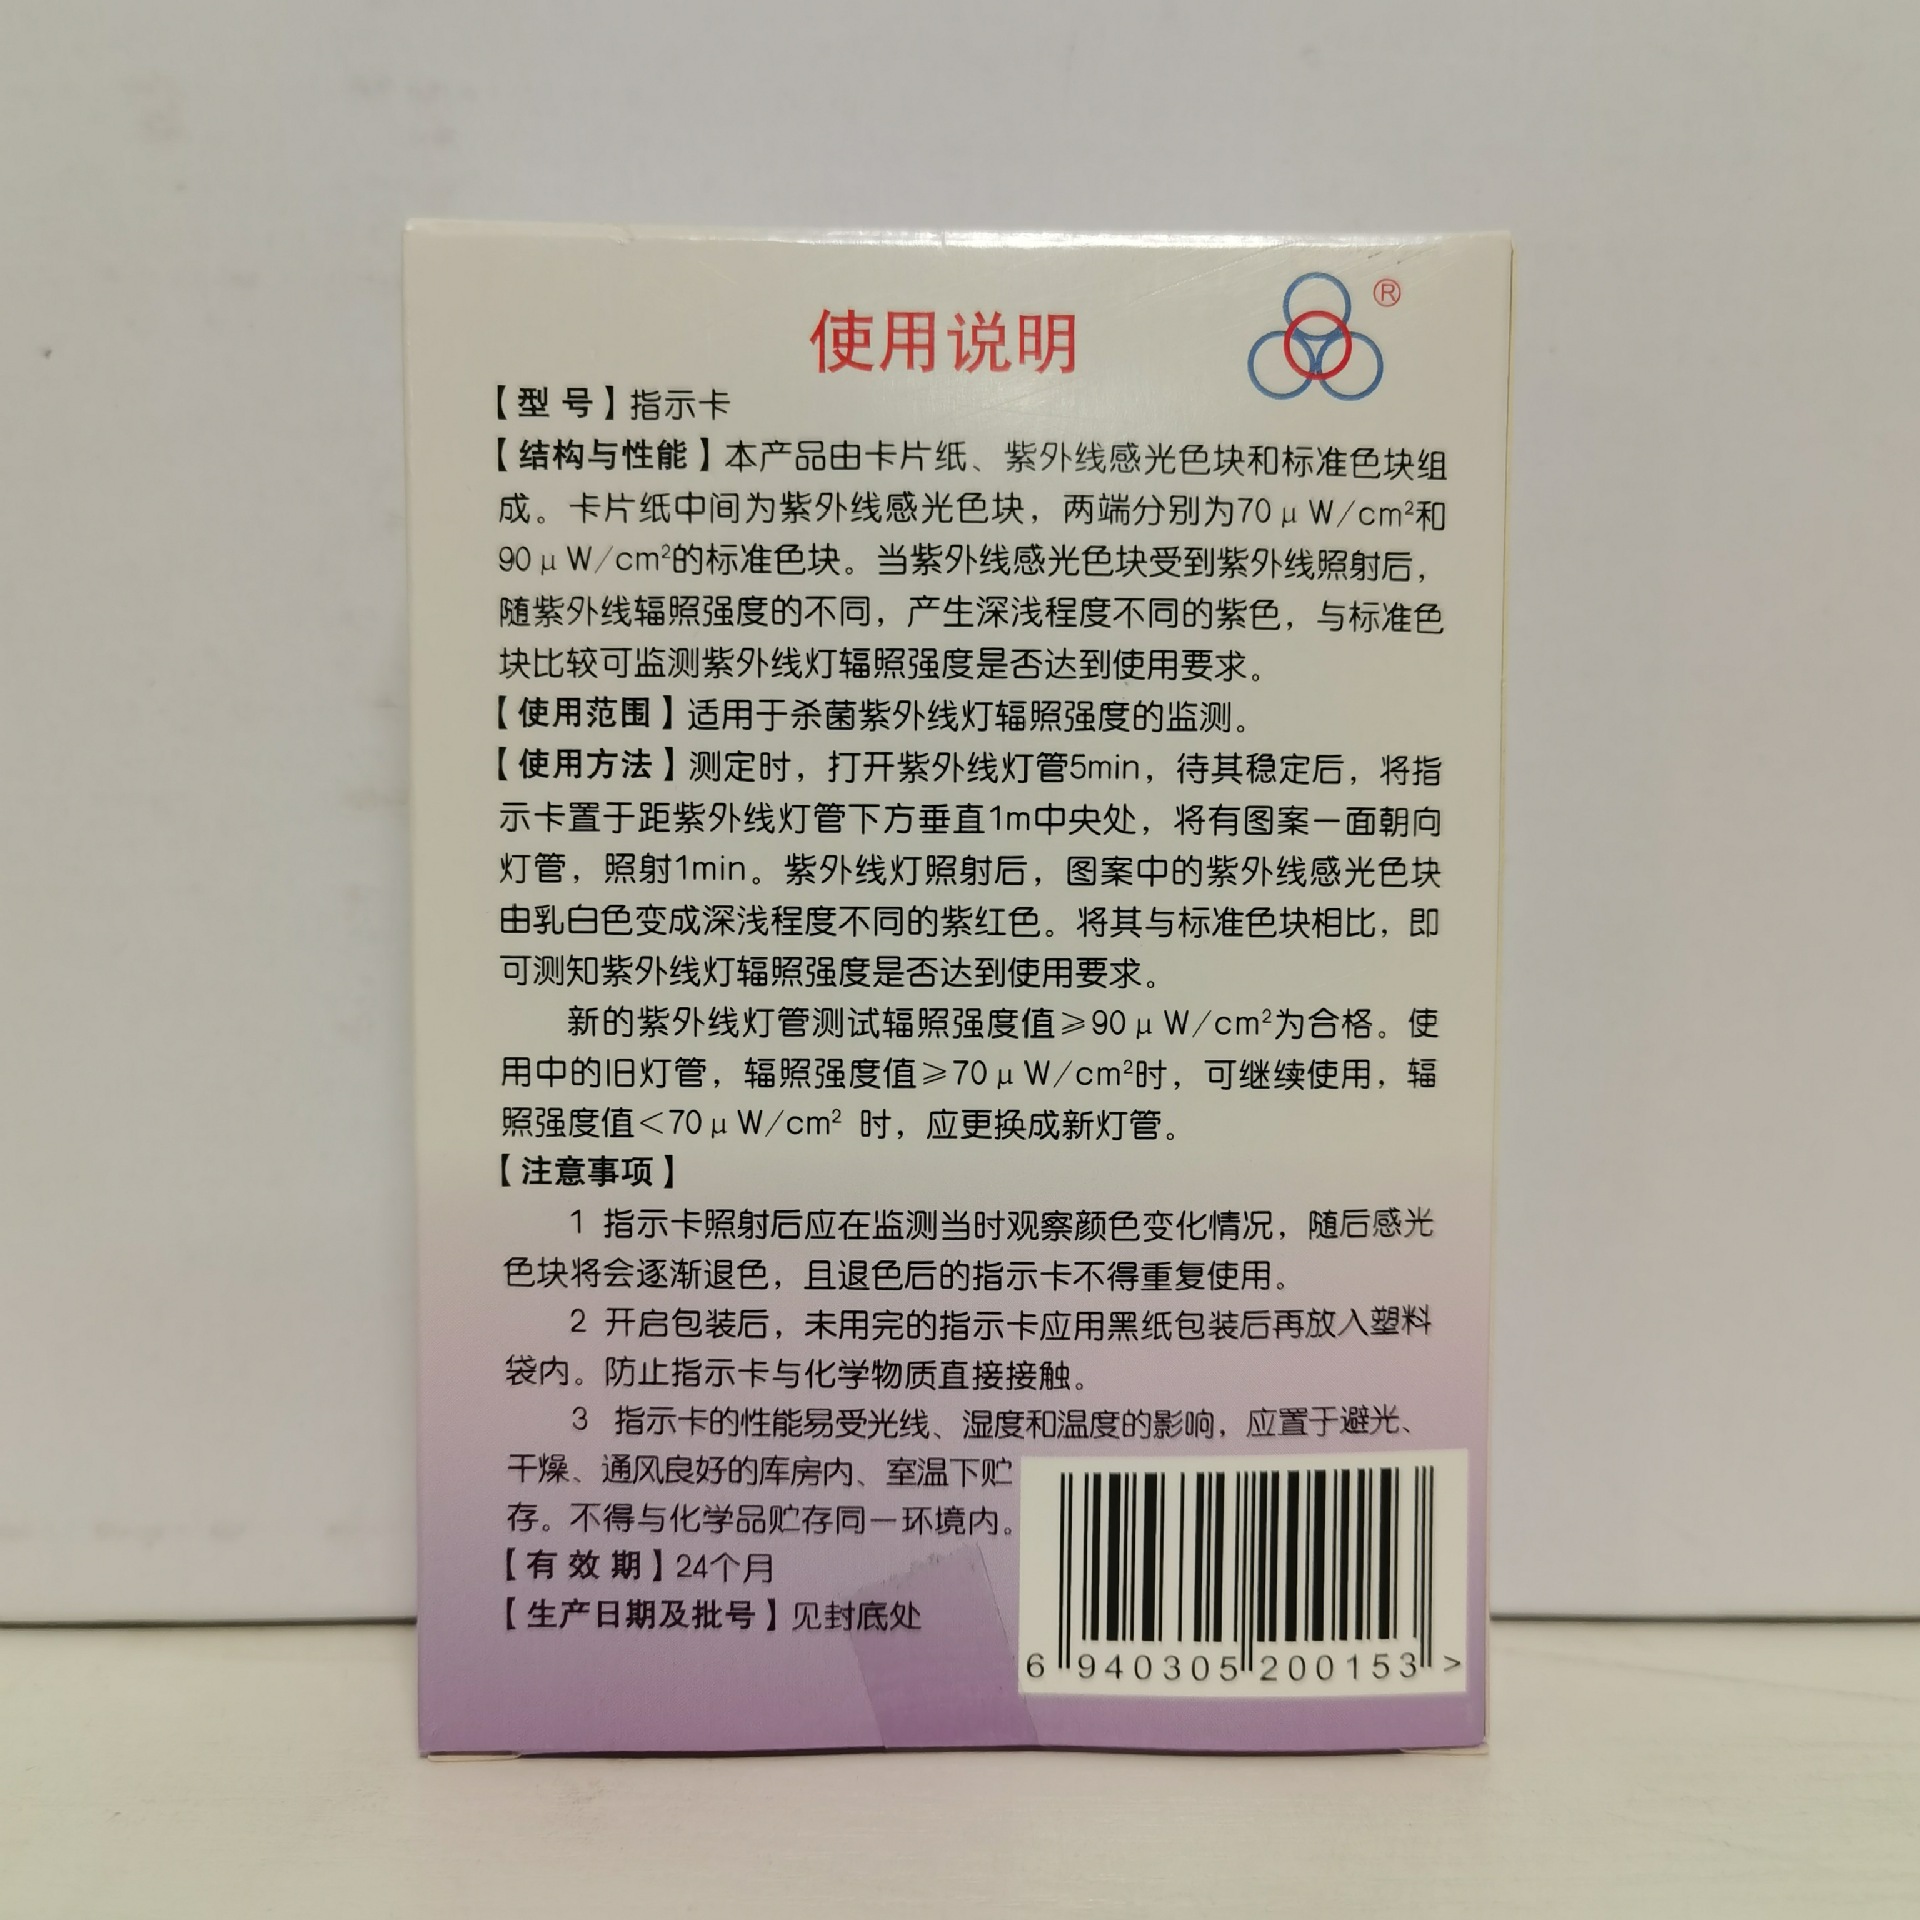 使用说明
®
【型号】指示卡
【结构与性能】本产品由卡片纸、紫外线感光色块和标准色块组
成。卡片纸中间为紫外线感光色块，两端分别为70μW/cm²和
90μW/cm²的标准色块。当紫外线感光色块受到紫外线照射后，
随紫外线辐照强度的不同，产生深浅程度不同的紫色，与标准色
块比较可监测紫外线灯辐照强度是否达到使用要求。
【使用范围】适用于杀菌紫外线灯辐照强度的监测。
【使用方法】测定时，打开紫外线灯管5min，待其稳定后，将指
示卡置于距紫外线灯管下方垂直1m中央处，将有图案一面朝向
灯管，照射1min。紫外线灯照射后，图案中的紫外线感光色块
由乳白色变成深浅程度不同的紫红色。将其与标准色块相比，即
可测知紫外线灯辐照强度是否达到使用要求。
新的紫外线灯管测试辐照强度值≥90μW/cm²为合格。使
用中的旧灯管，辐照强度值≥70μW/cm²时，可继续使用，辐
照强度值＜70μW/cm² 时，应更换成新灯管。
【注意事项】
1 指示卡照射后应在监测当时观察颜色变化情况，随后感光
色块将会逐渐退色，且退色后的指示卡不得重复使用。
2 开启包装后，未用完的指示卡应用黑纸包装后再放入塑料
袋内。防止指示卡与化学物质直接接触。
3 指示卡的性能易受光线、湿度和温度的影响，应置于避光、
干燥、通风良好的库房内、室温下贮
存。不得与化学品贮存同一环境内。
【有效期】24个月
【生产日期及批号】见封底处
6 940305 200153 >